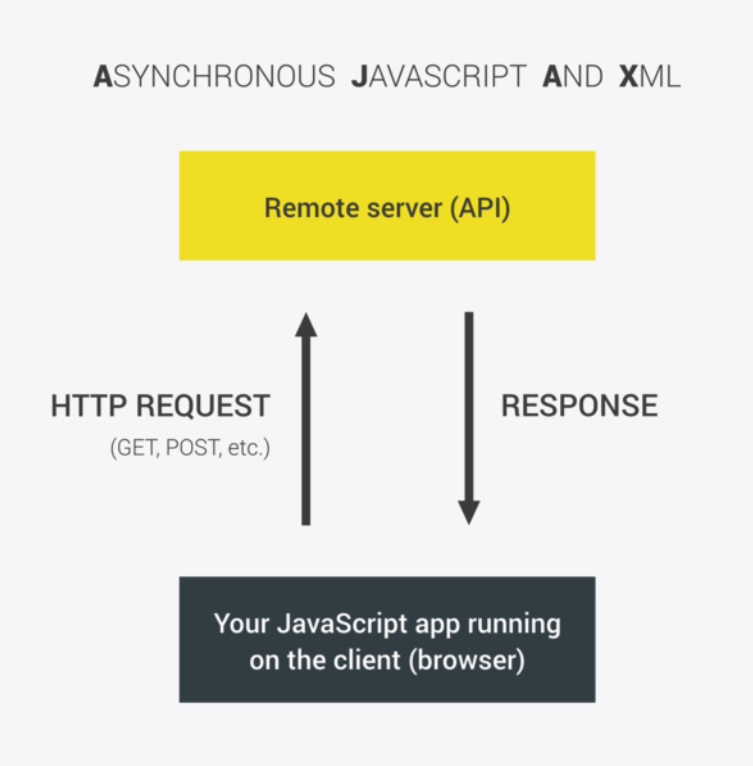 ASYNCHRONOUS JAVASCRIPT AND XML
Remote server (API)
HTTP REQUEST
(GET, POST, etc.)
RESPONSE
Your JavaScript app running
on the client (browser)